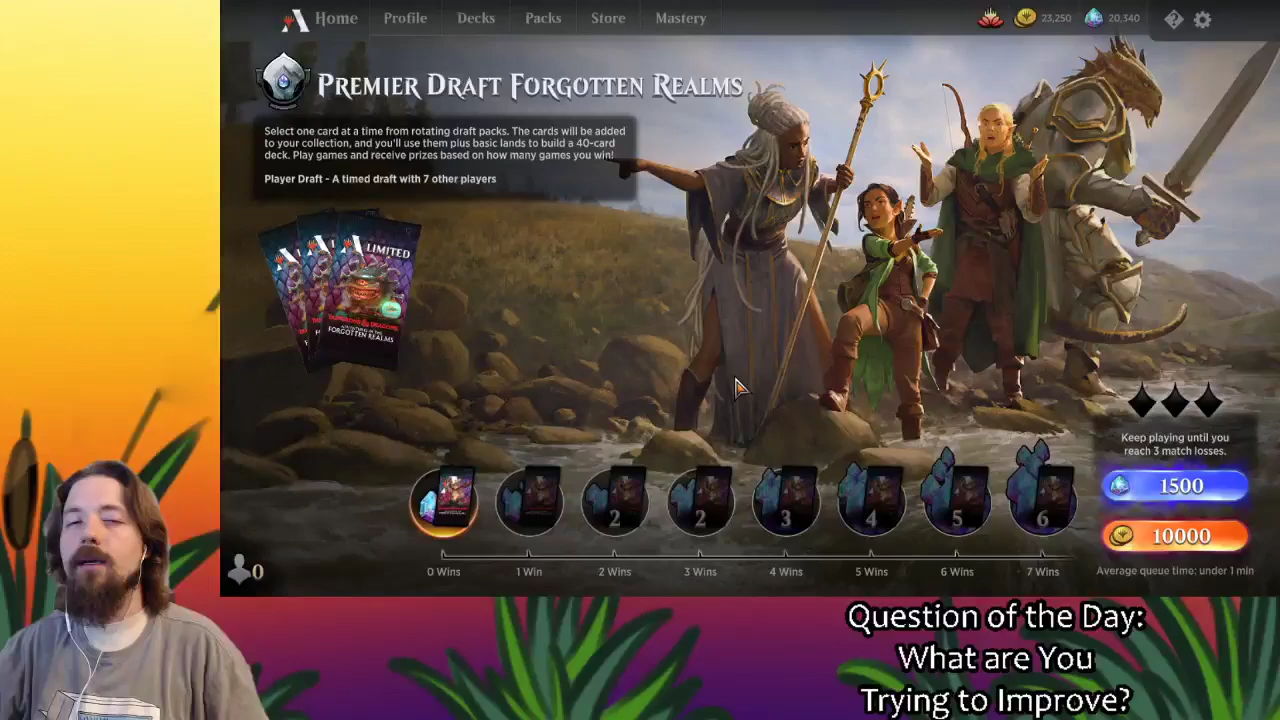 Home Profile Decks Packs Store Mastery 23,250 20,340
PREMIER DRAFT FORGOTTEN REALMS
Select one card at a time from rotating draft packs. The cards will be added
to your collection, and you'll use them plus basic lands to build a 40-card
deck. Play games and receive prizes based on how many games you win!
Player Draft - A timed draft with 7 other players
LIMITED
DUNGEONS & DRAGONS
FORGOTTEN REALMS
Keep playing until you
reach 3 match losses.
1500
10000
Average queue time: under 1 min
2 2 3 4 5 6
0 Wins 1 Win 2 Wins 3 Wins 4 Wins 5 Wins 6 Wins 7 Wins
0
Question of the Day:
What are You
Trying to Improve?